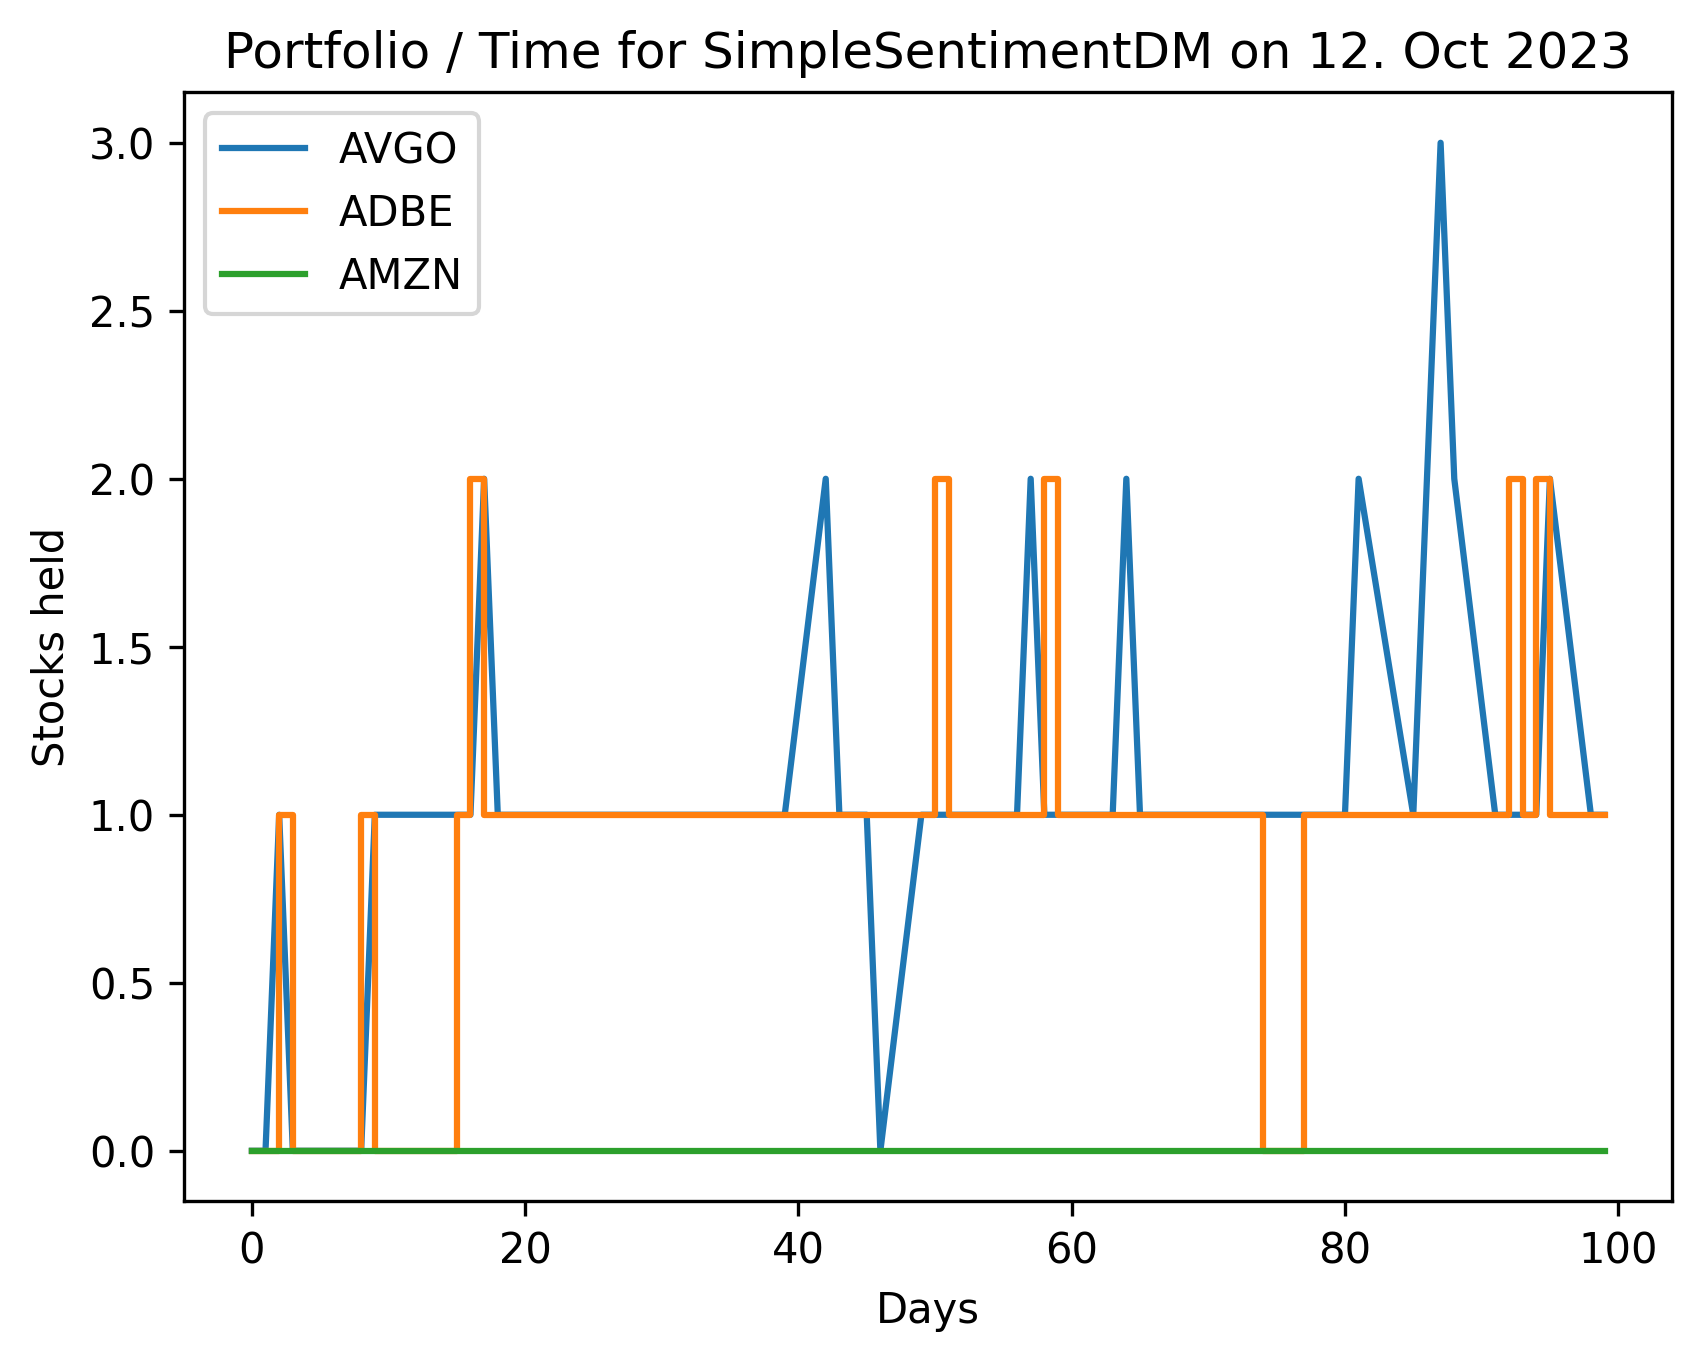 Portfolio / Time for SimpleSentimentDM on 12. Oct 2023
AVGO
ADBE
AMZN
3.0
2.5
2.0
1.5
1.0
0.5
0.0
Stocks held
0 20 40 60 80 100
Days